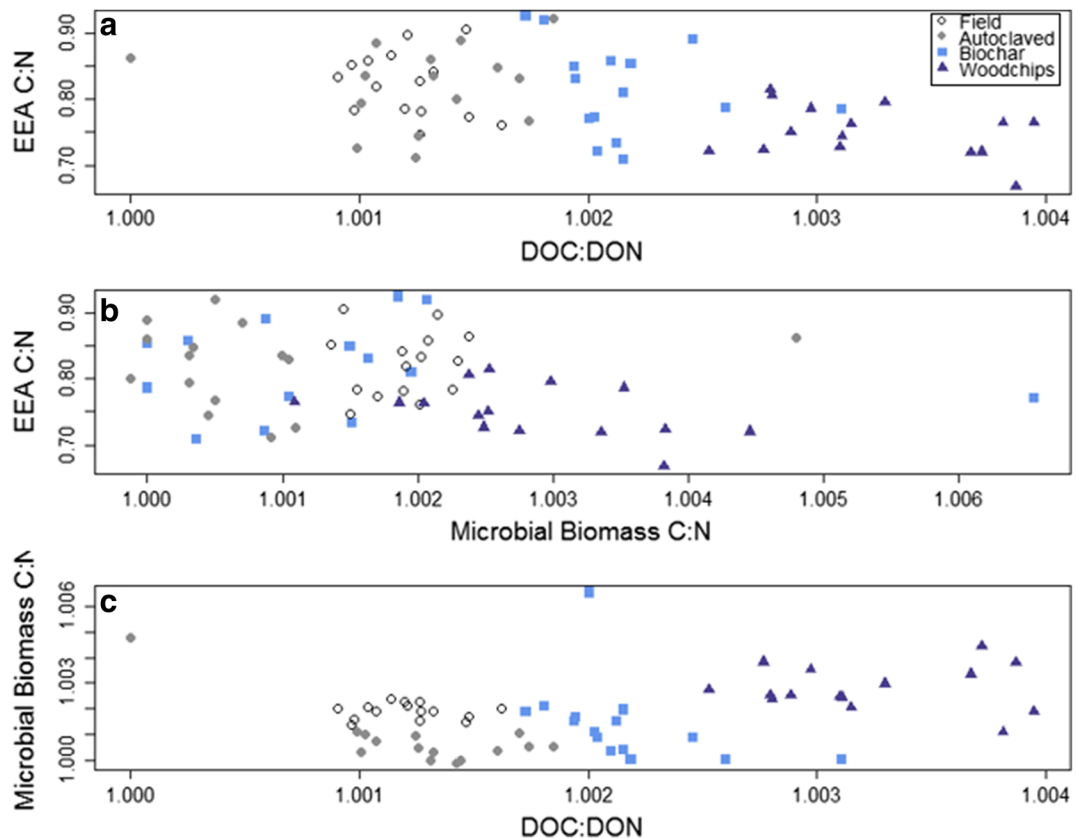 a
Field
Autoclaved
Biochar
Woodchips
EEA C:N
0.90
0.80
0.70
1.000 1.001 1.002 1.003 1.004
DOC:DON
b
EEA C:N
0.90
0.80
0.70
1.000 1.001 1.002 1.003 1.004 1.005 1.006
Microbial Biomass C:N
c
Microbial Biomass C:N
1.006
1.003
1.000
1.000 1.001 1.002 1.003 1.004
DOC:DON